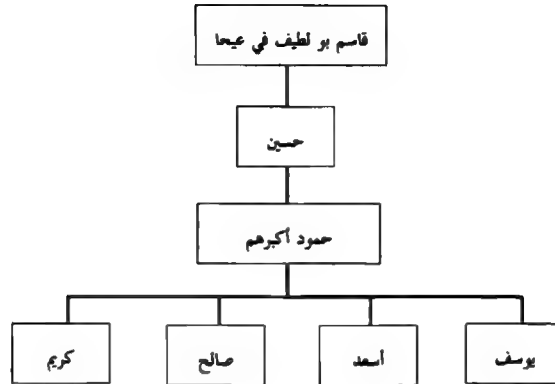 قاسم بو لطيف في عيحا
حسين
حمود أكبرهم
يوسف
أسعد
صالح
كريم